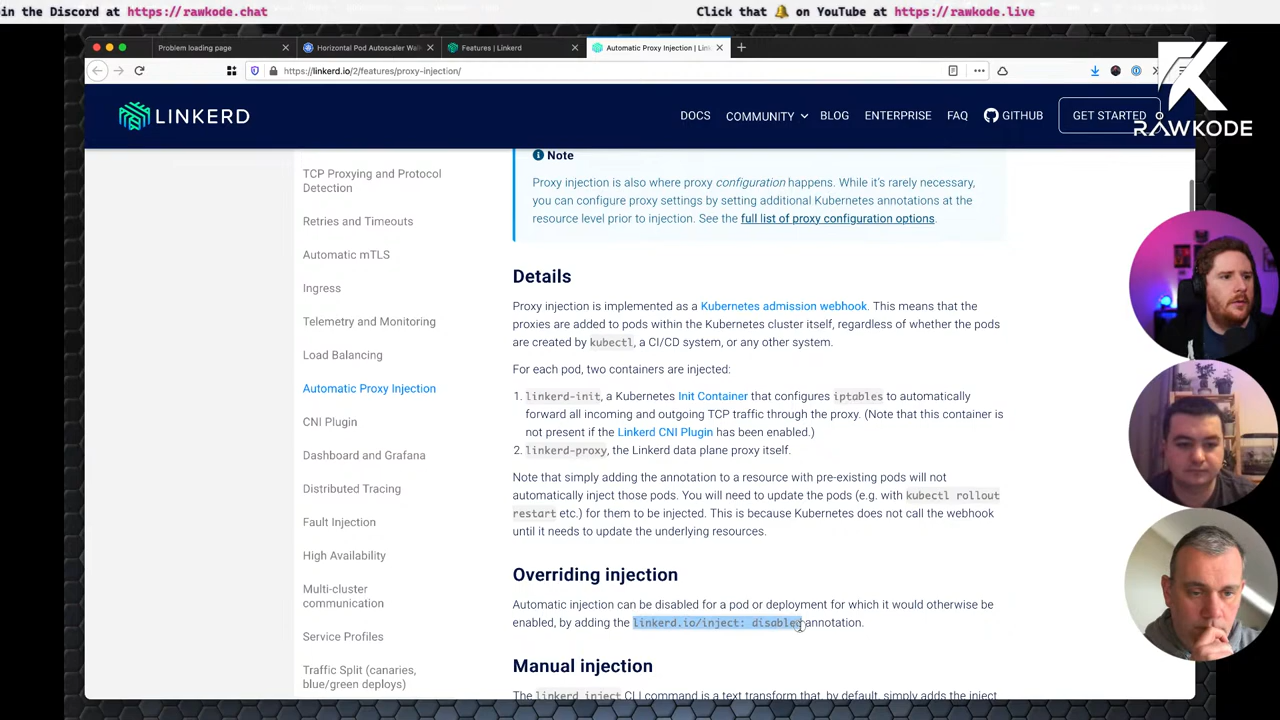 oin the Discord at https://rawkode.chat
Click that 🔔 on YouTube at https://rawkode.live
Problem loading page
Horizontal Pod Autoscaler Wal
Features | Linkerd
Automatic Proxy Injection | Link
https://linkerd.io/2/features/proxy-injection/
LINKERD
DOCS
COMMUNITY
BLOG
ENTERPRISE
FAQ
GITHUB
GET STARTED
RAWKODE
TCP Proxying and Protocol
Detection
Retries and Timeouts
Automatic mTLS
Ingress
Telemetry and Monitoring
Load Balancing
Automatic Proxy Injection
CNI Plugin
Dashboard and Grafana
Distributed Tracing
Fault Injection
High Availability
Multi-cluster
communication
Service Profiles
Traffic Split (canaries,
blue/green deploys)
Note
Proxy injection is also where proxy configuration happens. While it's rarely necessary,
you can configure proxy settings by setting additional Kubernetes annotations at the
resource level prior to injection. See the full list of proxy configuration options.
Details
Proxy injection is implemented as a Kubernetes admission webhook. This means that the
proxies are added to pods within the Kubernetes cluster itself, regardless of whether the pods
are created by kubectl, a CI/CD system, or any other system.
For each pod, two containers are injected:
1. linkerd-init, a Kubernetes Init Container that configures iptables to automatically
forward all incoming and outgoing TCP traffic through the proxy. (Note that this container is
not present if the Linkerd CNI Plugin has been enabled.)
2. linkerd-proxy, the Linkerd data plane proxy itself.
Note that simply adding the annotation to a resource with pre-existing pods will not
automatically inject those pods. You will need to update the pods (e.g. with kubectl rollout
restart etc.) for them to be injected. This is because Kubernetes does not call the webhook
until it needs to update the underlying resources.
Overriding injection
Automatic injection can be disabled for a pod or deployment for which it would otherwise be
enabled, by adding the linkerd.io/inject: disabled annotation.
Manual injection
The linkerd inject CLI command is a text transform that, by default, simply adds the inject